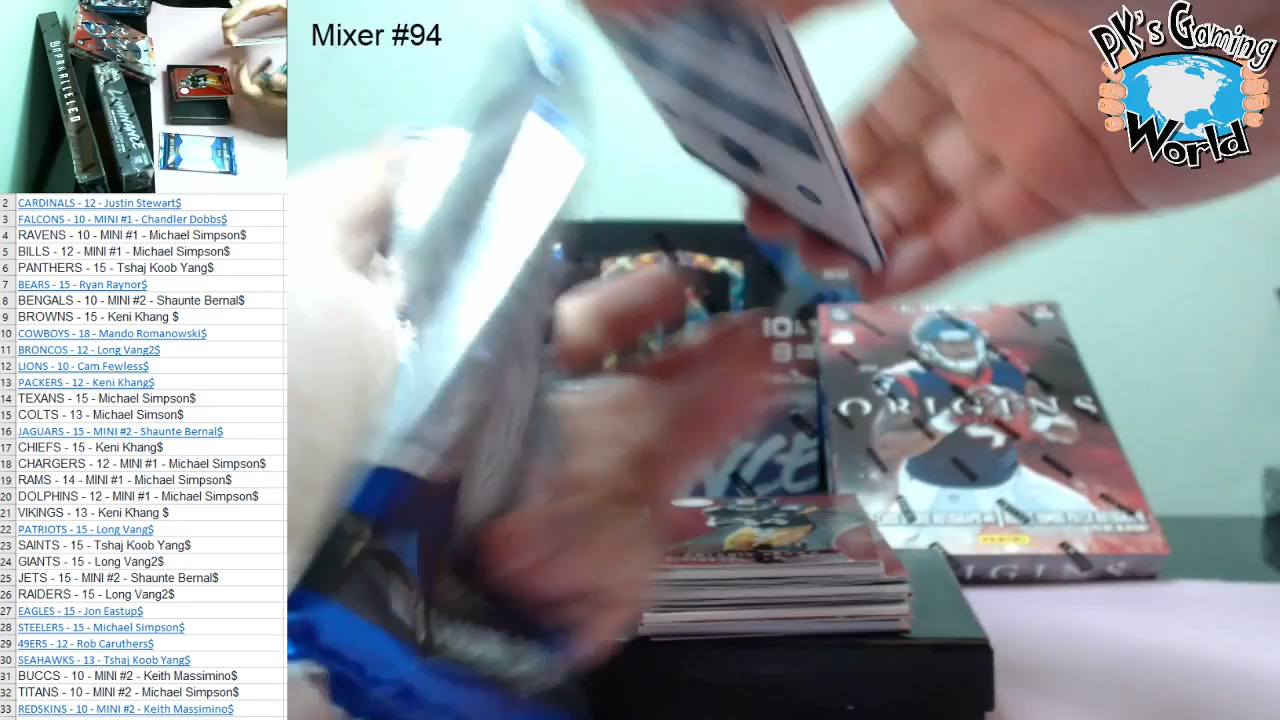 Mixer #94
PK's Gaming
World
UNPARALLELED
2 CARDINALS - 12 - Justin Stewart$
3 FALCONS - 10 - MINI #1 - Chandler Dobbs$
4 RAVENS - 10 - MINI #1 - Michael Simpson$
5 BILLS - 12 - MINI #1 - Michael Simpson$
6 PANTHERS - 15 - Tshaj Koob Yang$
7 BEARS - 15 - Ryan Raynor$
8 BENGALS - 10 - MINI #2 - Shaunte Bernal$
9 BROWNS - 15 - Keni Khang $
10 COWBOYS - 18 - Mando Romanowski$
11 BRONCOS - 12 - Long Vang2$
12 LIONS - 10 - Cam Fewless$
13 PACKERS - 12 - Keni Khang$
14 TEXANS - 15 - Michael Simpson$
15 COLTS - 13 - Michael Simson$
16 JAGUARS - 15 - MINI #2 - Shaunte Bernal$
17 CHIEFS - 15 - Keni Khang$
18 CHARGERS - 12 - MINI #1 - Michael Simpson$
19 RAMS - 14 - MINI #1 - Michael Simpson$
20 DOLPHINS - 12 - MINI #1 - Michael Simpson$
21 VIKINGS - 13 - Keni Khang $
22 PATRIOTS - 15 - Long Vang$
23 SAINTS - 15 - Tshaj Koob Yang$
24 GIANTS - 15 - Long Vang2$
25 JETS - 15 - MINI #2 - Shaunte Bernal$
26 RAIDERS - 15 - Long Vang2$
27 EAGLES - 15 - Jon Eastup$
28 STEELERS - 15 - Michael Simpson$
29 49ERS - 12 - Rob Caruthers$
30 SEAHAWKS - 13 - Tshaj Koob Yang$
31 BUCCS - 10 - MINI #2 - Keith Massimino$
32 TITANS - 10 - MINI #2 - Michael Simpson$
33 REDSKINS - 10 - MINI #2 - Keith Massimino$
ORIGINS
PANINI
ORIGINS